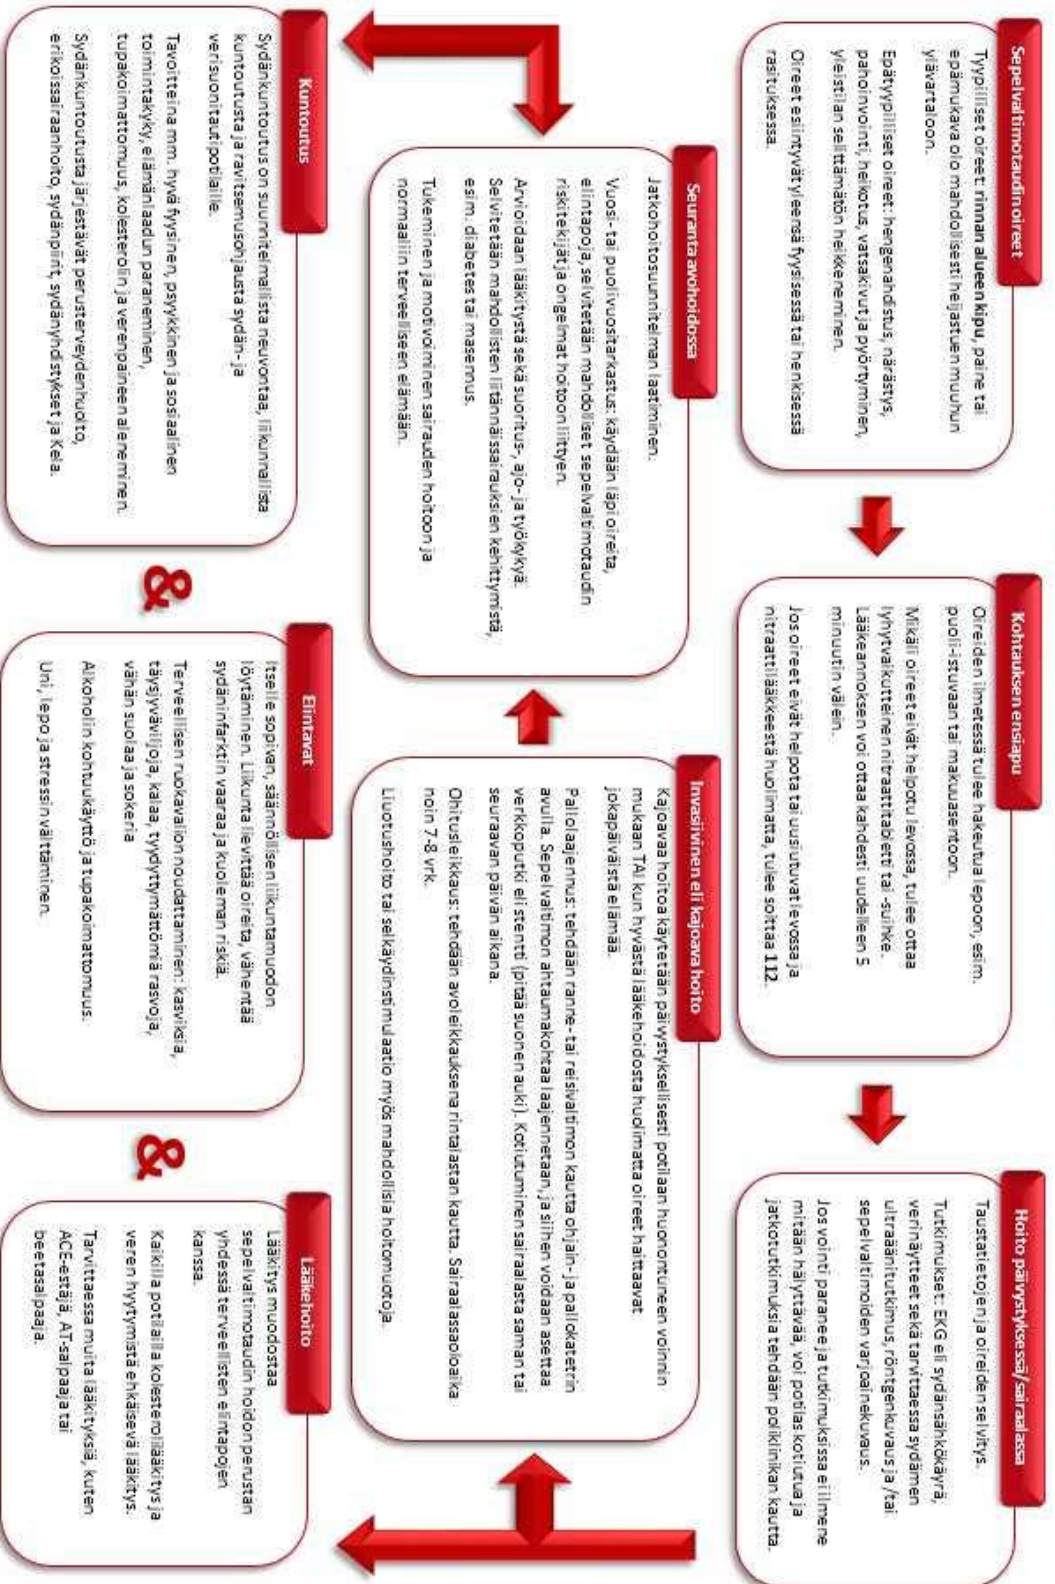 Sepelvaltimotaudin oireet
Tyypilliset oireet: rinnan alueen kipu, paine tai
epämukava olo mahdollisesti heijastuen muuhun
ylävartaloon.
Epätyypilliset oireet: hengenahdistus, närästys,
pahoinvointi, heikotus, vatsakivut ja pyörtyminen,
yleistilan selittämätön heikkeneminen.
Oireet esiintyvät yleensä fyysisessä tai henkisessä
rasituksessa.
Kohtauksen ensiapu
Oireiden ilmetessä tulee hakeutua lepoon, esim.
puoli-istuvaan tai makuuasentoon.
Mikäli oireet eivät helpotu levossa, tulee ottaa
lyhytvaikutteinen nitraattitabletti tai -suihke.
Lääkeannoksen voi ottaa kahdesti uudelleen 5
minuutin välein.
Jos oireet eivät helpota tai uusiutuvat levossa ja
nitraattilääkkeestä huolimatta, tulee soittaa 112.
Hoito päivystyksessä/sairaalassa
Taustatietojen ja oireiden selvitys.
Tutkimukset: EKG eli sydänsähkökäyrä,
verinäytteet sekä tarvittaessa sydämen
ultraäänitutkimus, röntgenkuvaus ja /tai
sepelvaltimoiden varjoainekuvaus.
Jos vointi paranee ja tutkimuksissa ei ilmene
mitään hälyttävää, voi potilas kotiutua ja
jatkotutkimuksia tehdään poliklinikan kautta.
Seuranta avohoidossa
Jatkohoitosuunnitelman laatiminen.
Vuosi- tai puolivuositarkastus: käydään läpi oireita,
elintapoja, selvitetään mahdolliset sepelvaltimotaudin
riskitekijät ja ongelmat hoitoon liittyen.
Arvioidaan lääkitystä sekä suoritus-, ajo- ja työkykyä.
Selvitetään mahdollisten liitännäissairauksien kehittymistä,
esim. diabetes tai masennus.
Tukeminen ja motivoiminen sairauden hoitoon ja
normaaliin terveelliseen elämään.
Invasiivinen eli kajoava hoito
Kajoavaa hoitoa käytetään päivystyksellisesti potilaan huonontuneen voinnin
mukaan TAI kun hyvästä lääkehoidosta huolimatta oireet haittaavat
jokapäiväistä elämää.
Pallolaajennus: tehdään ranne- tai reisivaltimon kautta ohjain- ja pallokatetrin
avulla. Sepelvaltimon ahtaumakohtaa laajennetaan, ja siihen voidaan asettaa
verkkoputki eli stentti (pitää suonen auki). Kotiutuminen sairaalasta saman tai
seuraavan päivän aikana.
Ohitusleikkaus: tehdään avoleikkauksena rintalastan kautta. Sairaalassaoloaika
noin 7-8 vrk.
Liuotushoito tai selkäydinstimulaatio myös mahdollisia hoitomuotoja.
Kuntoutus
Sydänkuntoutus on suunnitelmallista neuvontaa, liikunnallista
kuntoutusta ja ravitsemusohjausta sydän- ja
verisuonitautipotilaille.
Tavoitteina mm. hyvä fyysinen, psyykkinen ja sosiaalinen
toimintakyky, elämänlaadun paraneminen,
tupakoimattomuus, kolesterolin ja verenpaineen aleneminen.
Sydänkuntoutusta järjestävät perusterveydenhuolto,
erikoissairaanhoito, sydänpiirit, sydänyhdistykset ja Kela.
&
Elintavat
Itselle sopivan, säännöllisen liikuntamuodon
löytäminen. Liikunta lievittää oireita, vähentää
sydäninfarktin vaaraa ja kuoleman riskiä.
Terveellisen ruokavalion noudattaminen: kasviksia,
täysjyväviljoja, kalaa, tyydyttymättömiä rasvoja,
vähän suolaa ja sokeria
Alkoholin kohtuukäyttö ja tupakoimattomuus.
Uni, lepo ja stressin välttäminen.
&
Lääkehoito
Lääkitys muodostaa
sepelvaltimotaudin hoidon perustan
yhdessä terveellisten elintapojen
kanssa.
Kaikilla potilailla kolesterolilääkitys ja
veren hyytymistä ehkäisevä lääkitys.
Tarvittaessa muita lääkityksiä, kuten
ACE-estäjä, AT-salpaaja tai
beetasalpaaja.